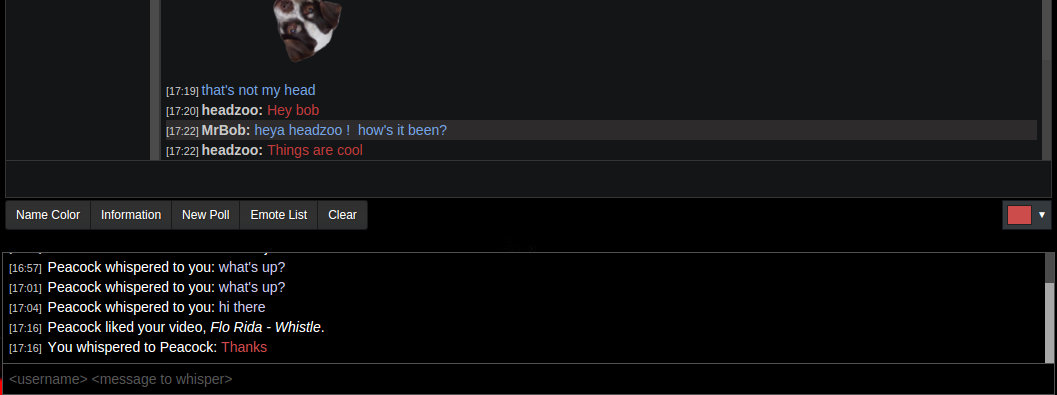 [17:19] that's not my head
[17:20] headzoo: Hey bob
[17:22] MrBob: heya headzoo ! how's it been?
[17:22] headzoo: Things are cool
Name Color Information New Poll Emote List Clear
[16:57] Peacock whispered to you: what's up?
[17:01] Peacock whispered to you: what's up?
[17:04] Peacock whispered to you: hi there
[17:16] Peacock liked your video, Flo Rida - Whistle.
[17:16] You whispered to Peacock: Thanks
<username> <message to whisper>